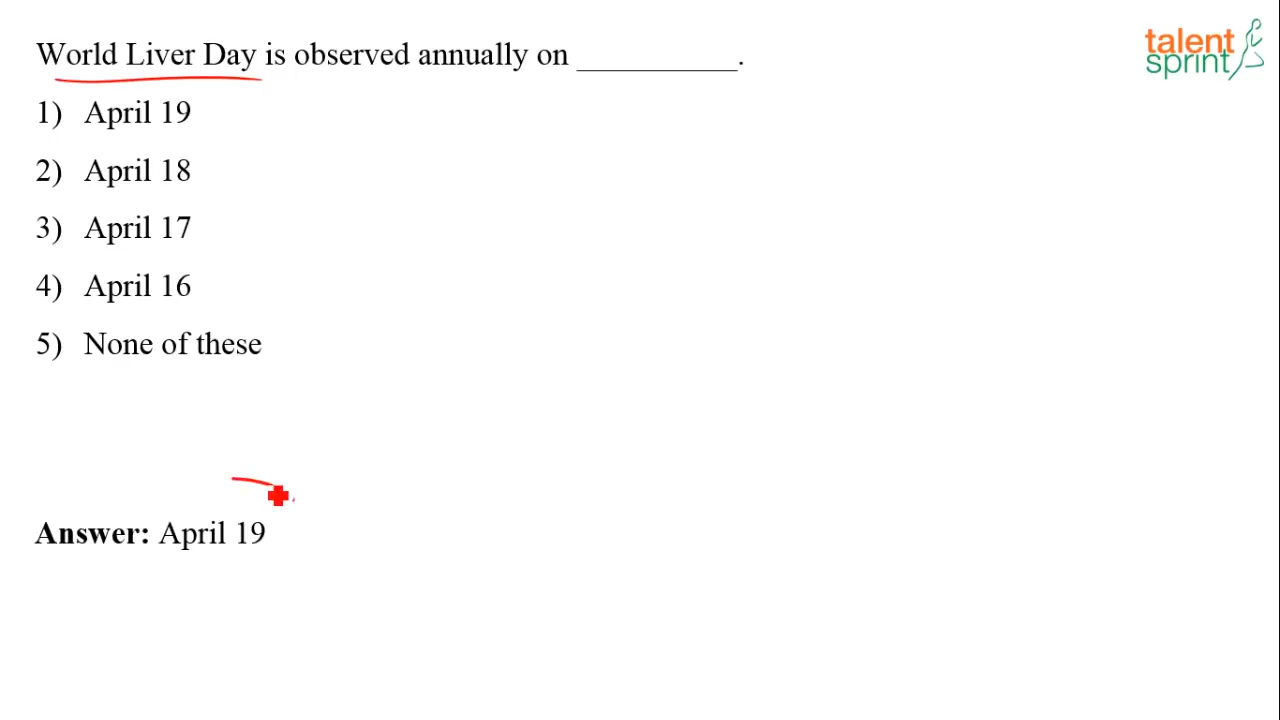 World Liver Day is observed annually on __________.
talent
sprint
1) April 19
2) April 18
3) April 17
4) April 16
5) None of these
Answer: April 19